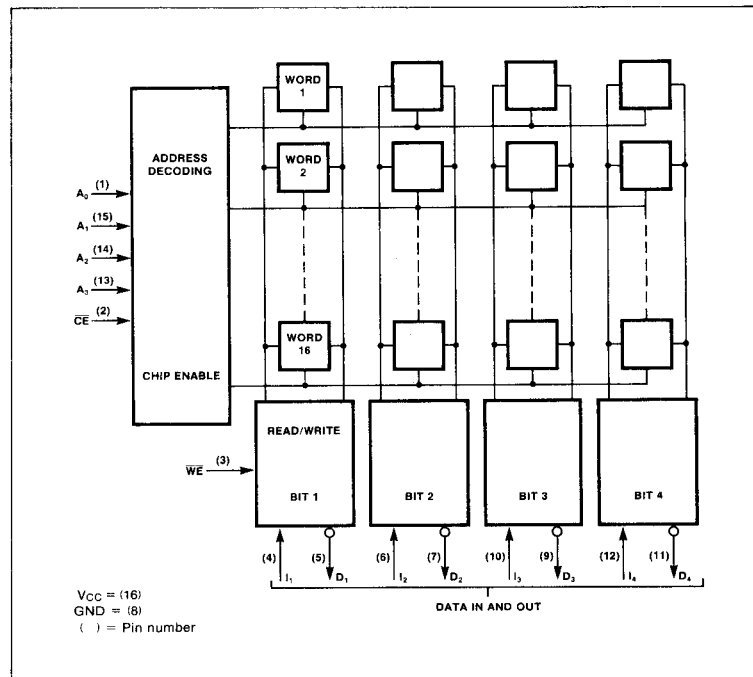 WORD
1
ADDRESS
DECODING
WORD
2
A₀ (1)
A₁ (15)
A₂ (14)
A₃ (13)
C̅E̅ (2)
WORD
16
CHIP ENABLE
READ/WRITE
W̅E̅ (3)
BIT 1 BIT 2 BIT 3 BIT 4
(4) (5) (6) (7) (10) (9) (12) (11)
I₁ D₁ I₂ D₂ I₃ D₃ I₄ D₄
DATA IN AND OUT
VCC = (16)
GND = (8)
( ) = Pin number